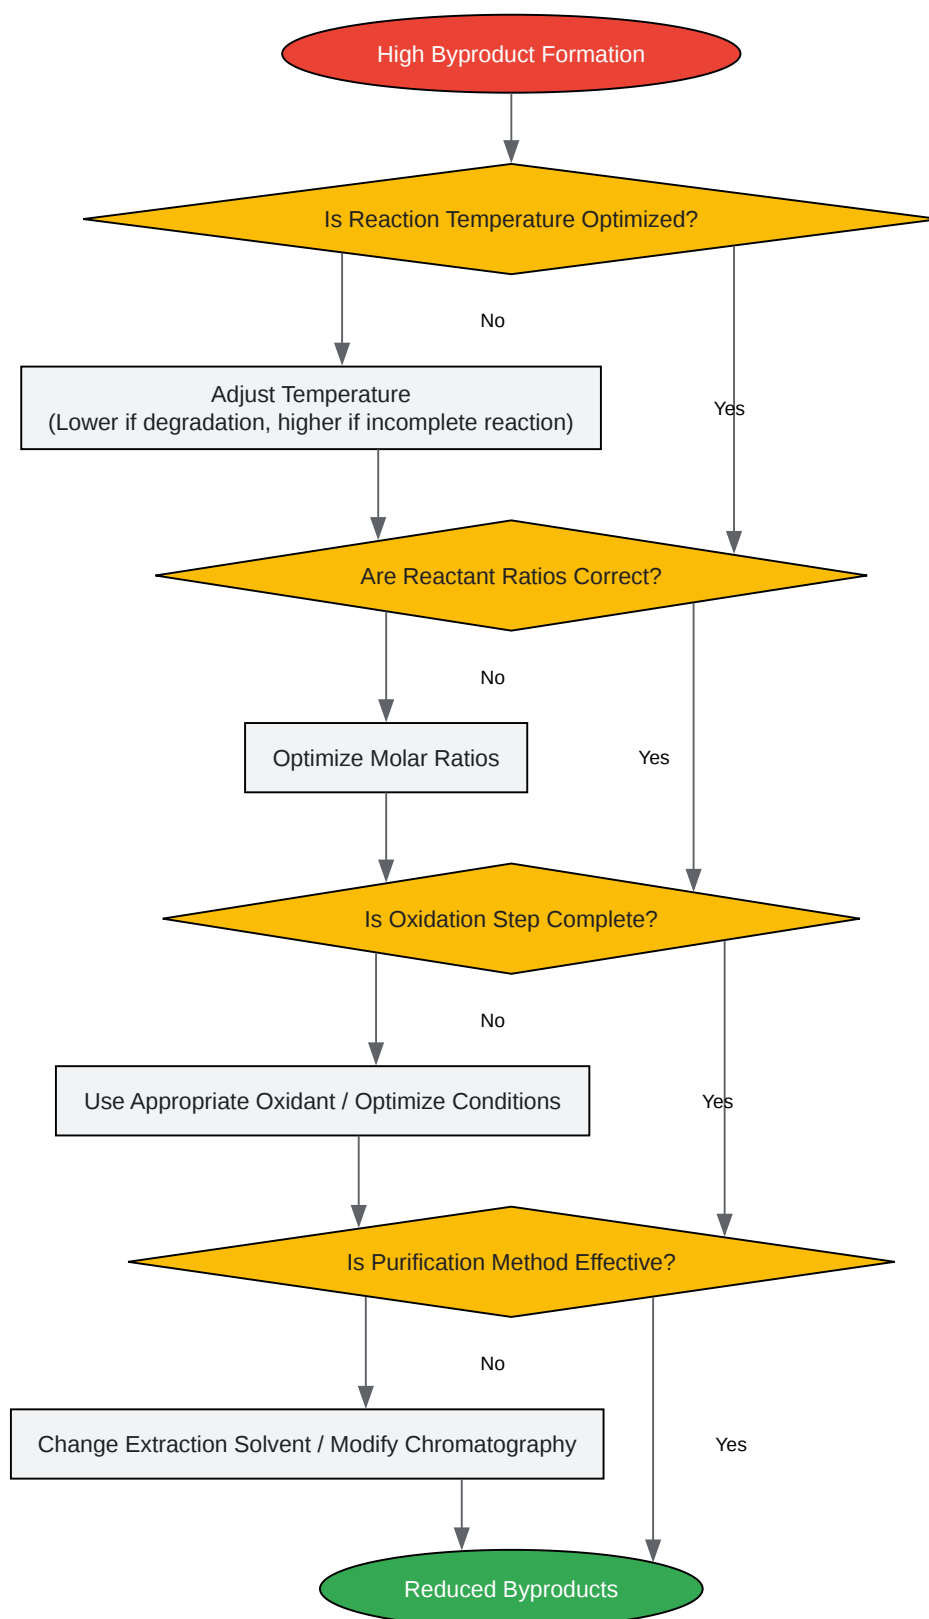 High Byproduct Formation
Is Reaction Temperature Optimized?
No
Adjust Temperature
(Lower if degradation, higher if incomplete reaction)
Yes
Are Reactant Ratios Correct?
No
Optimize Molar Ratios
Yes
Is Oxidation Step Complete?
No
Use Appropriate Oxidant / Optimize Conditions
Yes
Is Purification Method Effective?
No
Change Extraction Solvent / Modify Chromatography
Yes
Reduced Byproducts